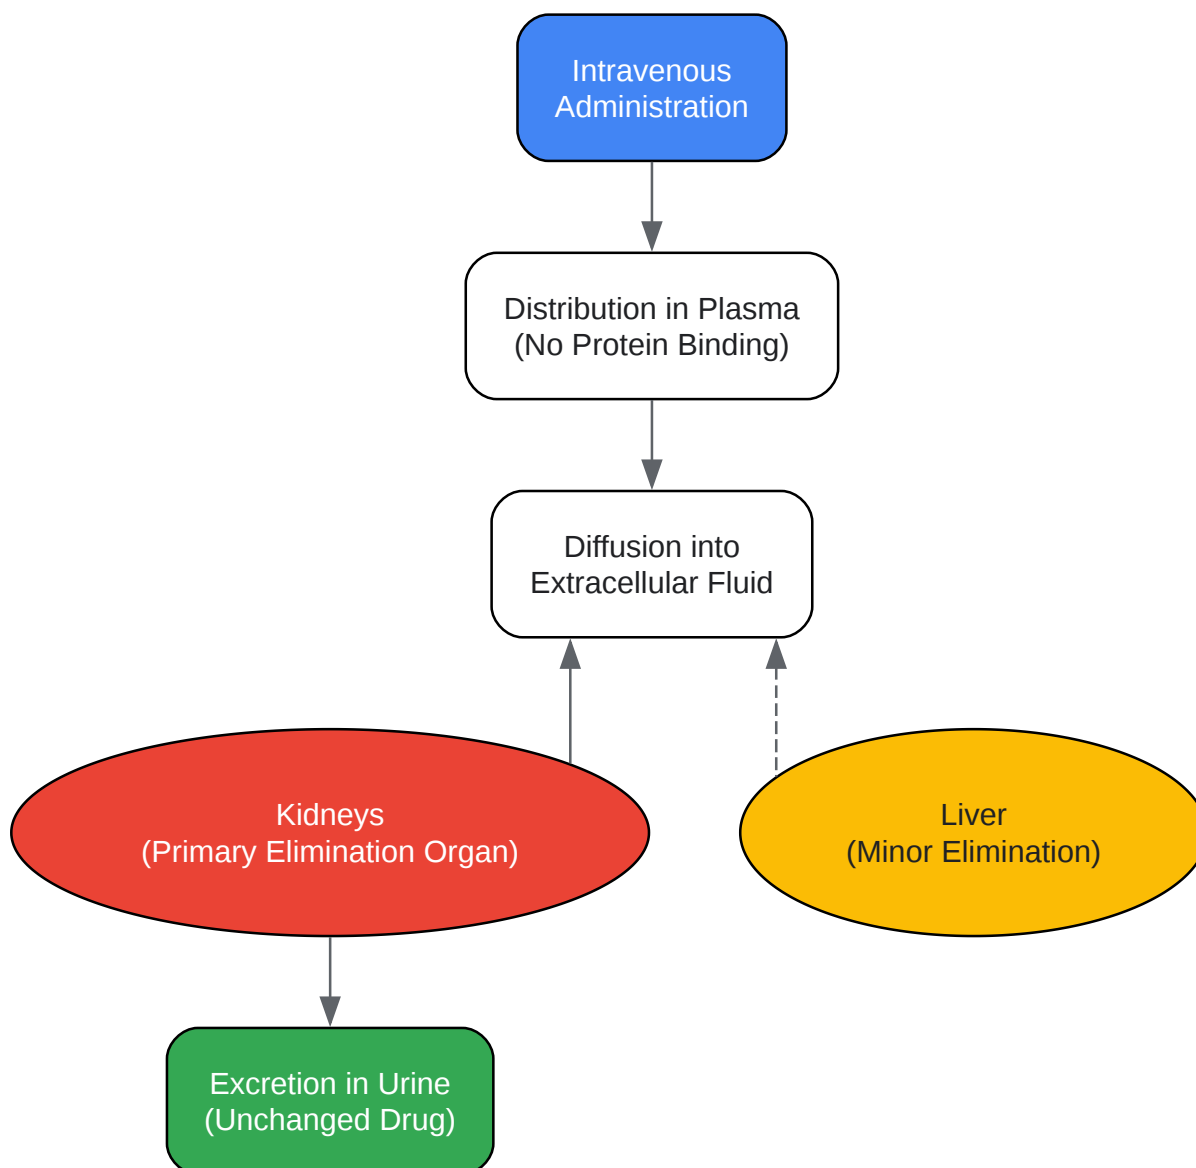 Intravenous
Administration
Distribution in Plasma
(No Protein Binding)
Diffusion into
Extracellular Fluid
Kidneys
(Primary Elimination Organ)
Liver
(Minor Elimination)
Excretion in Urine
(Unchanged Drug)